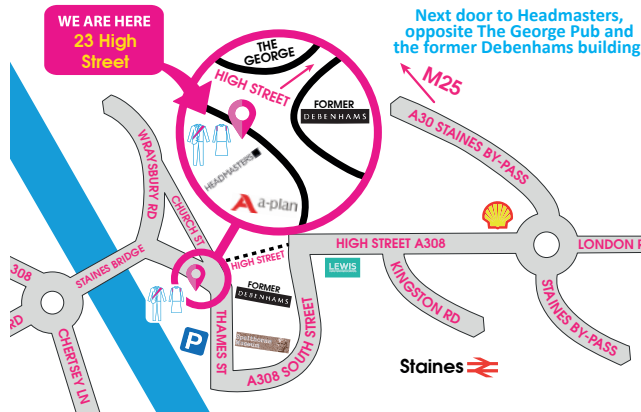 WE ARE HERE
23 High
Street
Next door to Headmasters,
opposite The George Pub and
the former Debenhams building
THE
GEORGE
HIGH STREET
FORMER
DEBENHAMS
HEADMASTERS
a-plan
M25
A30 STAINES BY-PASS
WRAYSBURY RD
CHURCH ST
STAINES BRIDGE
HIGH STREET
HIGH STREET A308
LONDON R
LEWIS
KINGSTON RD
STAINES BY-PASS
308
RD
CHERTSEY LN
FORMER
DEBENHAMS
P
THAMES ST
Spelthorne
Museum
A308 SOUTH STREET
Staines